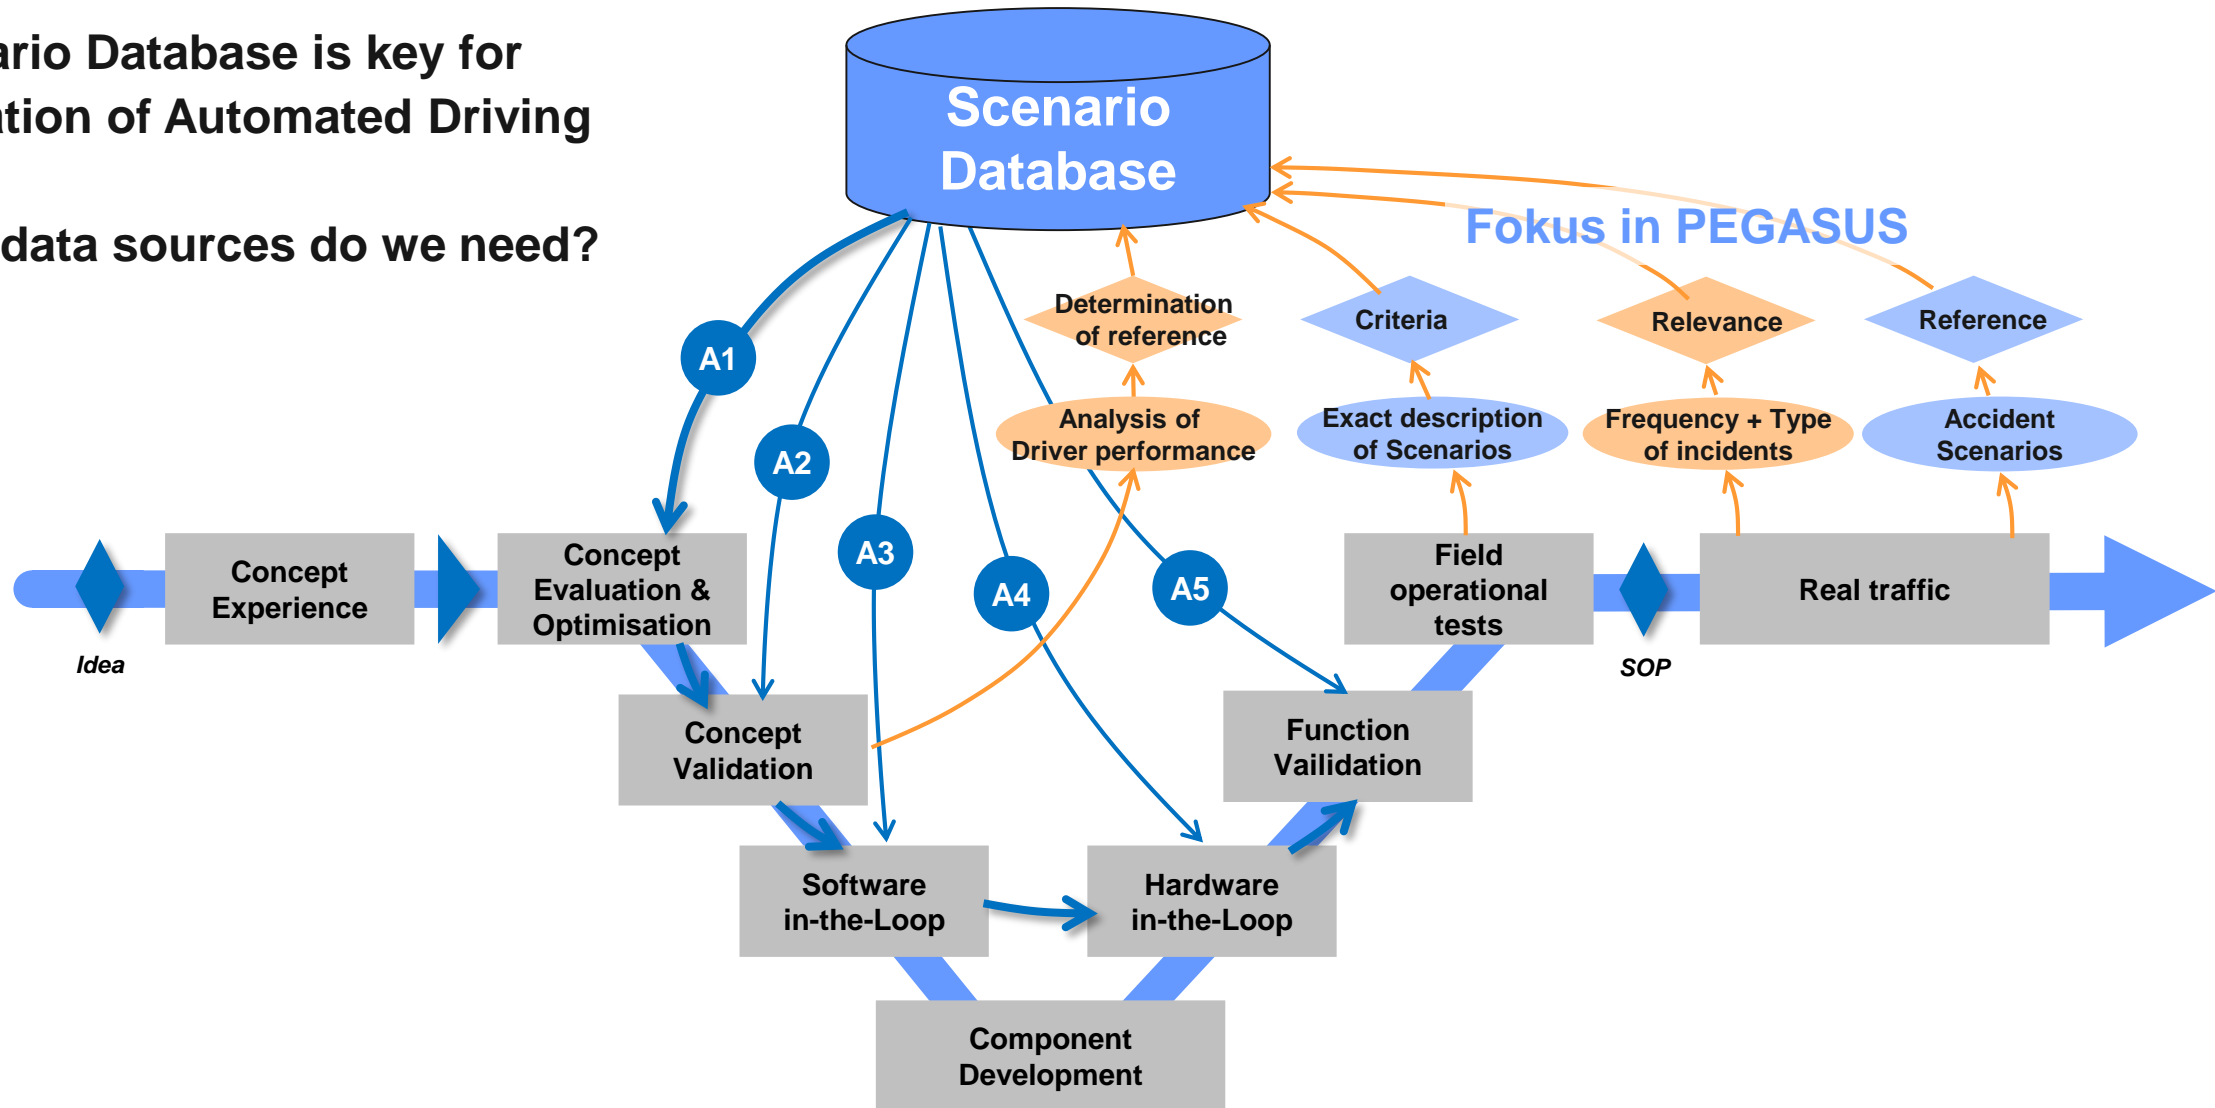 ario Database is key for
ation of Automated Driving
data sources do we need?
Scenario
Database
Fokus in PEGASUS
Determination
of reference
Criteria
Relevance
Reference
A1
A2
A3
A4
A5
Analysis of
Driver performance
Exact description
of Scenarios
Frequency + Type
of incidents
Accident
Scenarios
Idea
Concept
Experience
Concept
Evaluation &
Optimisation
Field
operational
tests
SOP
Real traffic
Concept
Validation
Function
Vailidation
Software
in-the-Loop
Hardware
in-the-Loop
Component
Development